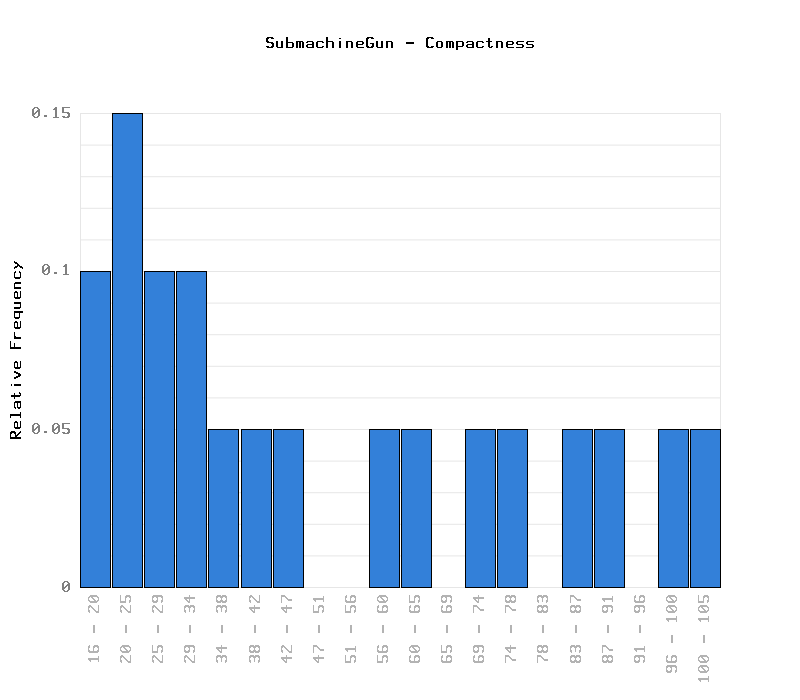 SubmachineGun - Compactness
0.15
0.1
0.05
0
Relative Frequency
16 - 20
20 - 25
25 - 29
29 - 34
34 - 38
38 - 42
42 - 47
47 - 51
51 - 56
56 - 60
60 - 65
65 - 69
69 - 74
74 - 78
78 - 83
83 - 87
87 - 91
91 - 96
96 - 100
100 - 105